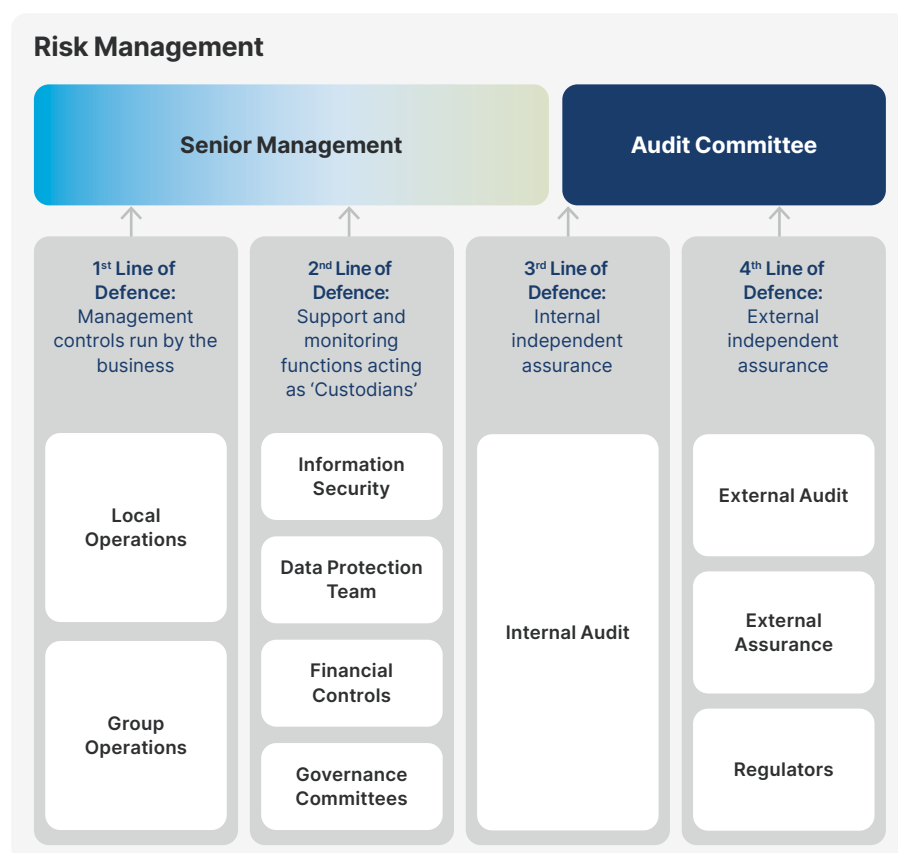 Risk Management
Senior Management
Audit Committee
1st Line of
Defence:
Management
controls run by the
business
Local
Operations
Group
Operations
2nd Line of
Defence:
Support and
monitoring
functions acting
as ‘Custodians’
Information
Security
Data Protection
Team
Financial
Controls
Governance
Committees
3rd Line of
Defence:
Internal
independent
assurance
Internal Audit
4th Line of
Defence:
External
independent
assurance
External Audit
External
Assurance
Regulators